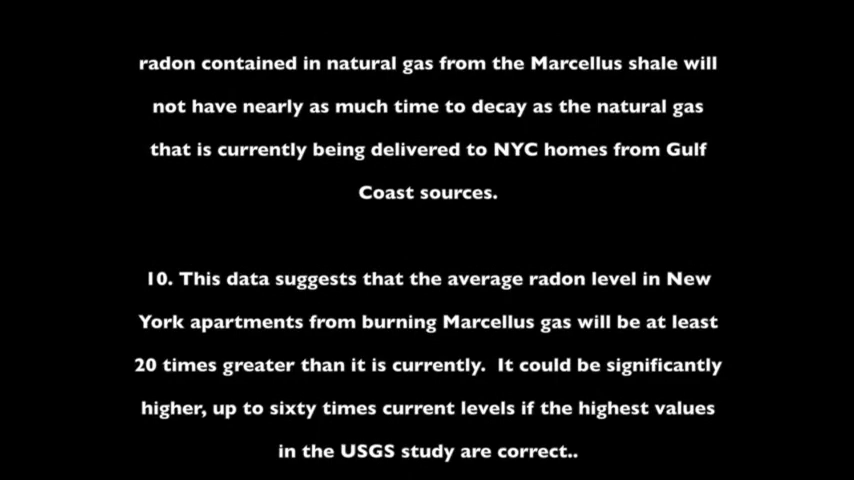 radon contained in natural gas from the Marcellus shale will
not have nearly as much time to decay as the natural gas
that is currently being delivered to NYC homes from Gulf
Coast sources.
10. This data suggests that the average radon level in New
York apartments from burning Marcellus gas will be at least
20 times greater than it is currently.  It could be significantly
higher, up to sixty times current levels if the highest values
in the USGS study are correct..